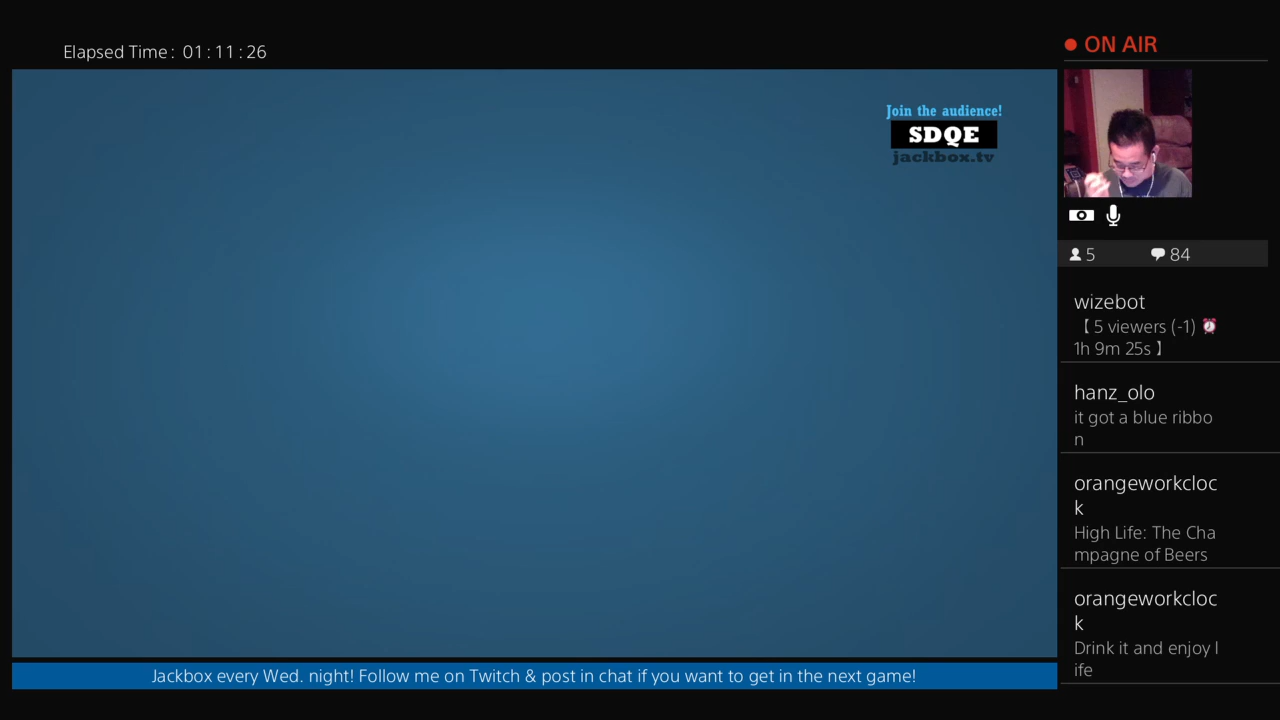 Elapsed Time: 01:11:26
ON AIR
Join the audience!
SDQE
jackbox.tv
5
84
wizebot
【5 viewers (-1) ⏰
1h 9m 25s】
hanz_olo
it got a blue ribbo
n
orangeworkcloc
k
High Life: The Cha
mpagne of Beers
orangeworkcloc
k
Drink it and enjoy l
ife
Jackbox every Wed. night! Follow me on Twitch & post in chat if you want to get in the next game!